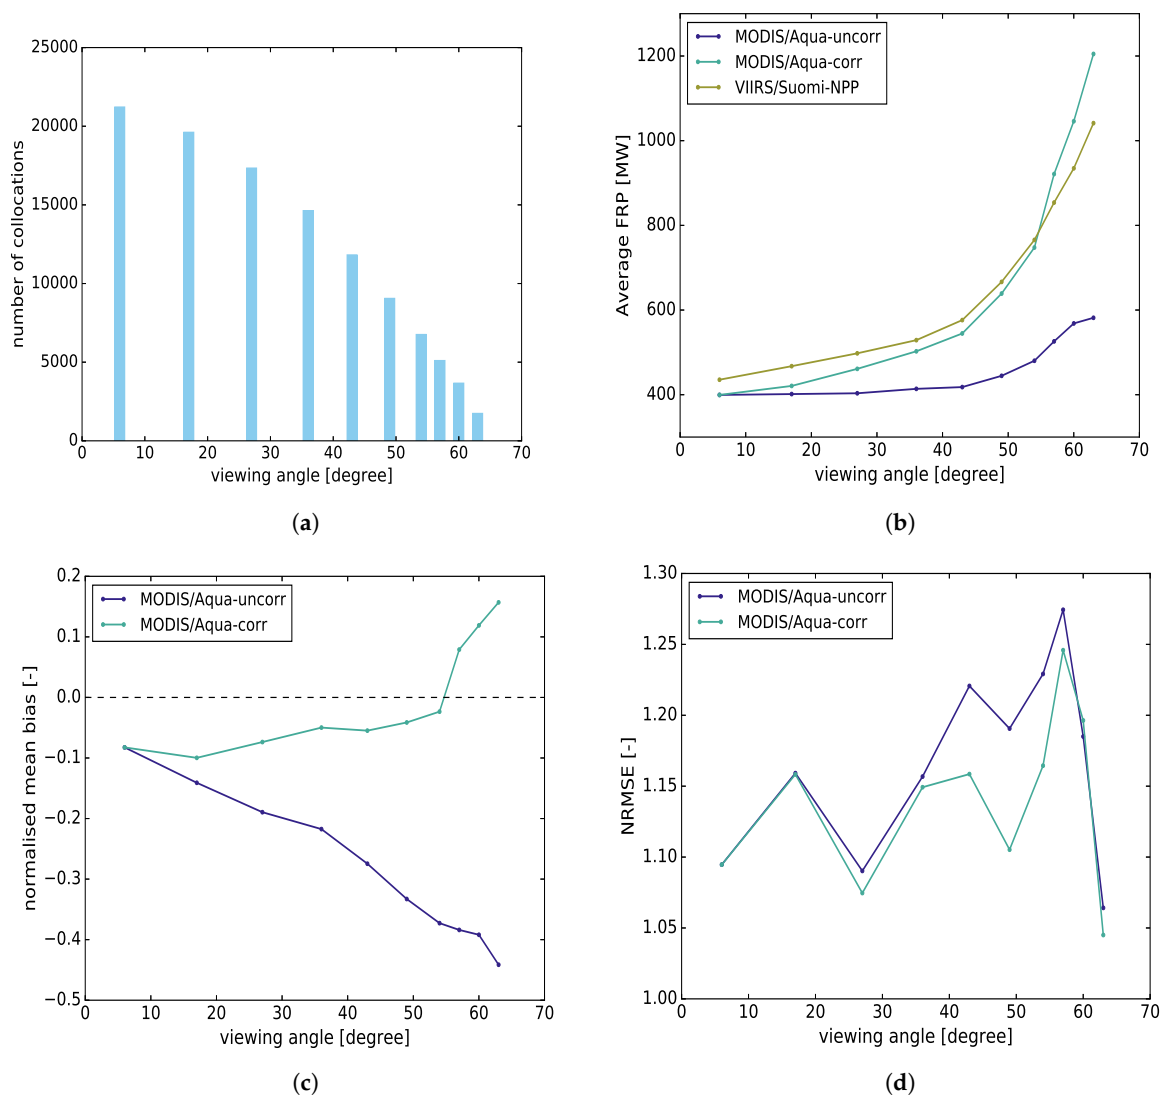 25000
20000
15000
10000
5000
0
number of collocations
0 10 20 30 40 50 60 70
viewing angle [degree]
(a)
MODIS/Aqua-uncorr
MODIS/Aqua-corr
VIIRS/Suomi-NPP
1200
1000
800
600
400
Average FRP [MW]
0 10 20 30 40 50 60 70
viewing angle [degree]
(b)
MODIS/Aqua-uncorr
MODIS/Aqua-corr
0.2
0.1
0.0
−0.1
−0.2
−0.3
−0.4
−0.5
normalised mean bias [-]
0 10 20 30 40 50 60 70
viewing angle [degree]
(c)
MODIS/Aqua-uncorr
MODIS/Aqua-corr
1.30
1.25
1.20
1.15
1.10
1.05
1.00
NRMSE [-]
0 10 20 30 40 50 60 70
viewing angle [degree]
(d)